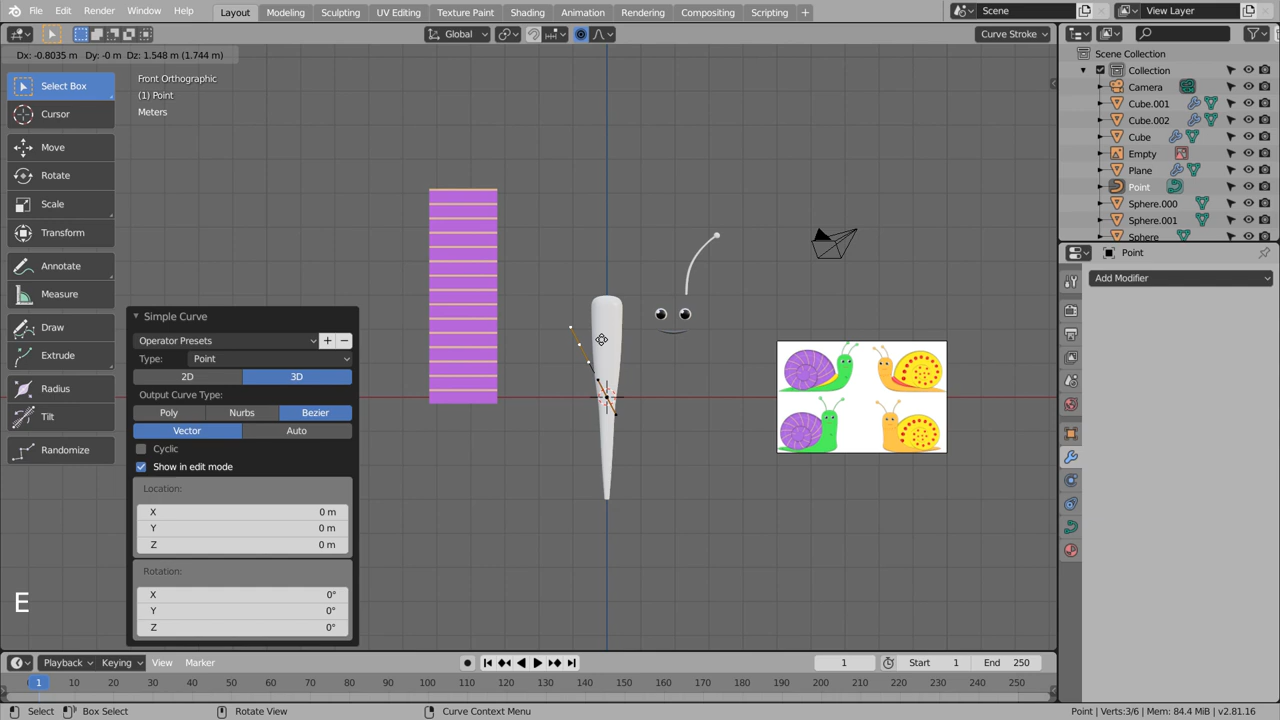 File Edit Render Window Help
Layout Modeling Sculpting UV Editing Texture Paint Shading Animation Rendering Compositing Scripting +
Scene
View Layer
Global
Curve Stroke
Dx: -0.8035 m Dy: -0 m Dz: 1.548 m (1.744 m)
Select Box
Cursor
Move
Rotate
Scale
Transform
Annotate
Measure
Draw
Extrude
Radius
Tilt
Randomize
Front Orthographic
(1) Point
Meters
Simple Curve
Operator Presets
Type: Point
2D 3D
Output Curve Type:
Poly Nurbs Bezier
Vector Auto
Cyclic
Show in edit mode
Location:
X 0 m
Y 0 m
Z 0 m
Rotation:
X 0°
Y 0°
Z 0°
E
Scene Collection
Collection
Camera
Cube.001
Cube.002
Cube
Empty
Plane
Point
Sphere.000
Sphere.001
Sphere
Point
Add Modifier
Playback Keying View Marker
1 Start 1 End 250
1 10 20 30 40 50 60 70 80 90 100 110 120 130 140 150 160 170 180 190 200 210 220 230 240 250
Select Box Select Rotate View Curve Context Menu
Point | Verts:3/6 | Mem: 84.4 MiB | v2.81.16